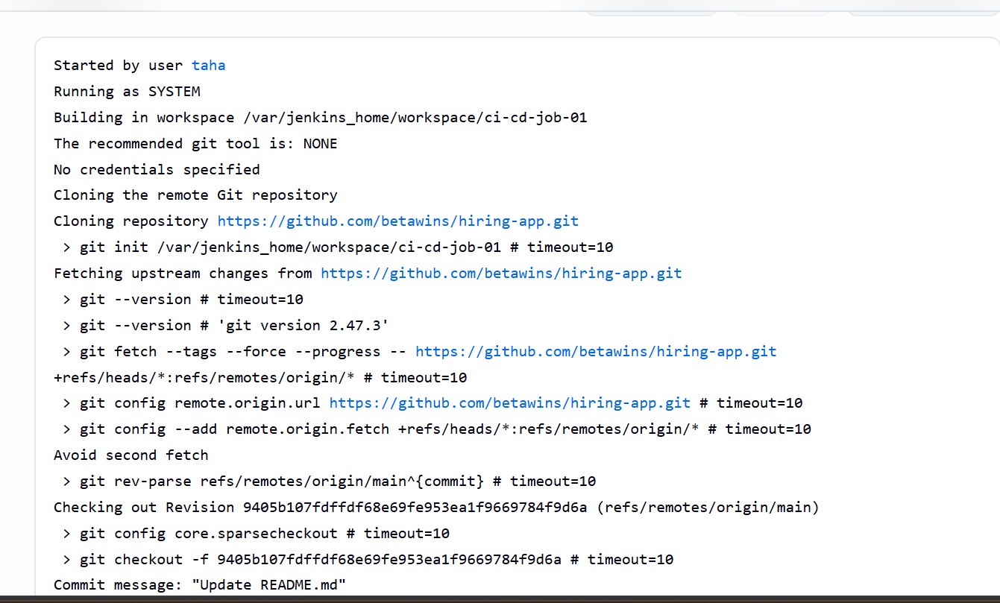 Started by user taha
Running as SYSTEM
Building in workspace /var/jenkins_home/workspace/ci-cd-job-01
The recommended git tool is: NONE
No credentials specified
Cloning the remote Git repository
Cloning repository https://github.com/betawins/hiring-app.git
 > git init /var/jenkins_home/workspace/ci-cd-job-01 # timeout=10
Fetching upstream changes from https://github.com/betawins/hiring-app.git
 > git --version # timeout=10
 > git --version # 'git version 2.47.3'
 > git fetch --tags --force --progress -- https://github.com/betawins/hiring-app.git
+refs/heads/*:refs/remotes/origin/* # timeout=10
 > git config remote.origin.url https://github.com/betawins/hiring-app.git # timeout=10
 > git config --add remote.origin.fetch +refs/heads/*:refs/remotes/origin/* # timeout=10
Avoid second fetch
 > git rev-parse refs/remotes/origin/main^{commit} # timeout=10
Checking out Revision 9405b107fdffdf68e69fe953ea1f9669784f9d6a (refs/remotes/origin/main)
 > git config core.sparsecheckout # timeout=10
 > git checkout -f 9405b107fdffdf68e69fe953ea1f9669784f9d6a # timeout=10
Commit message: "Update README.md"